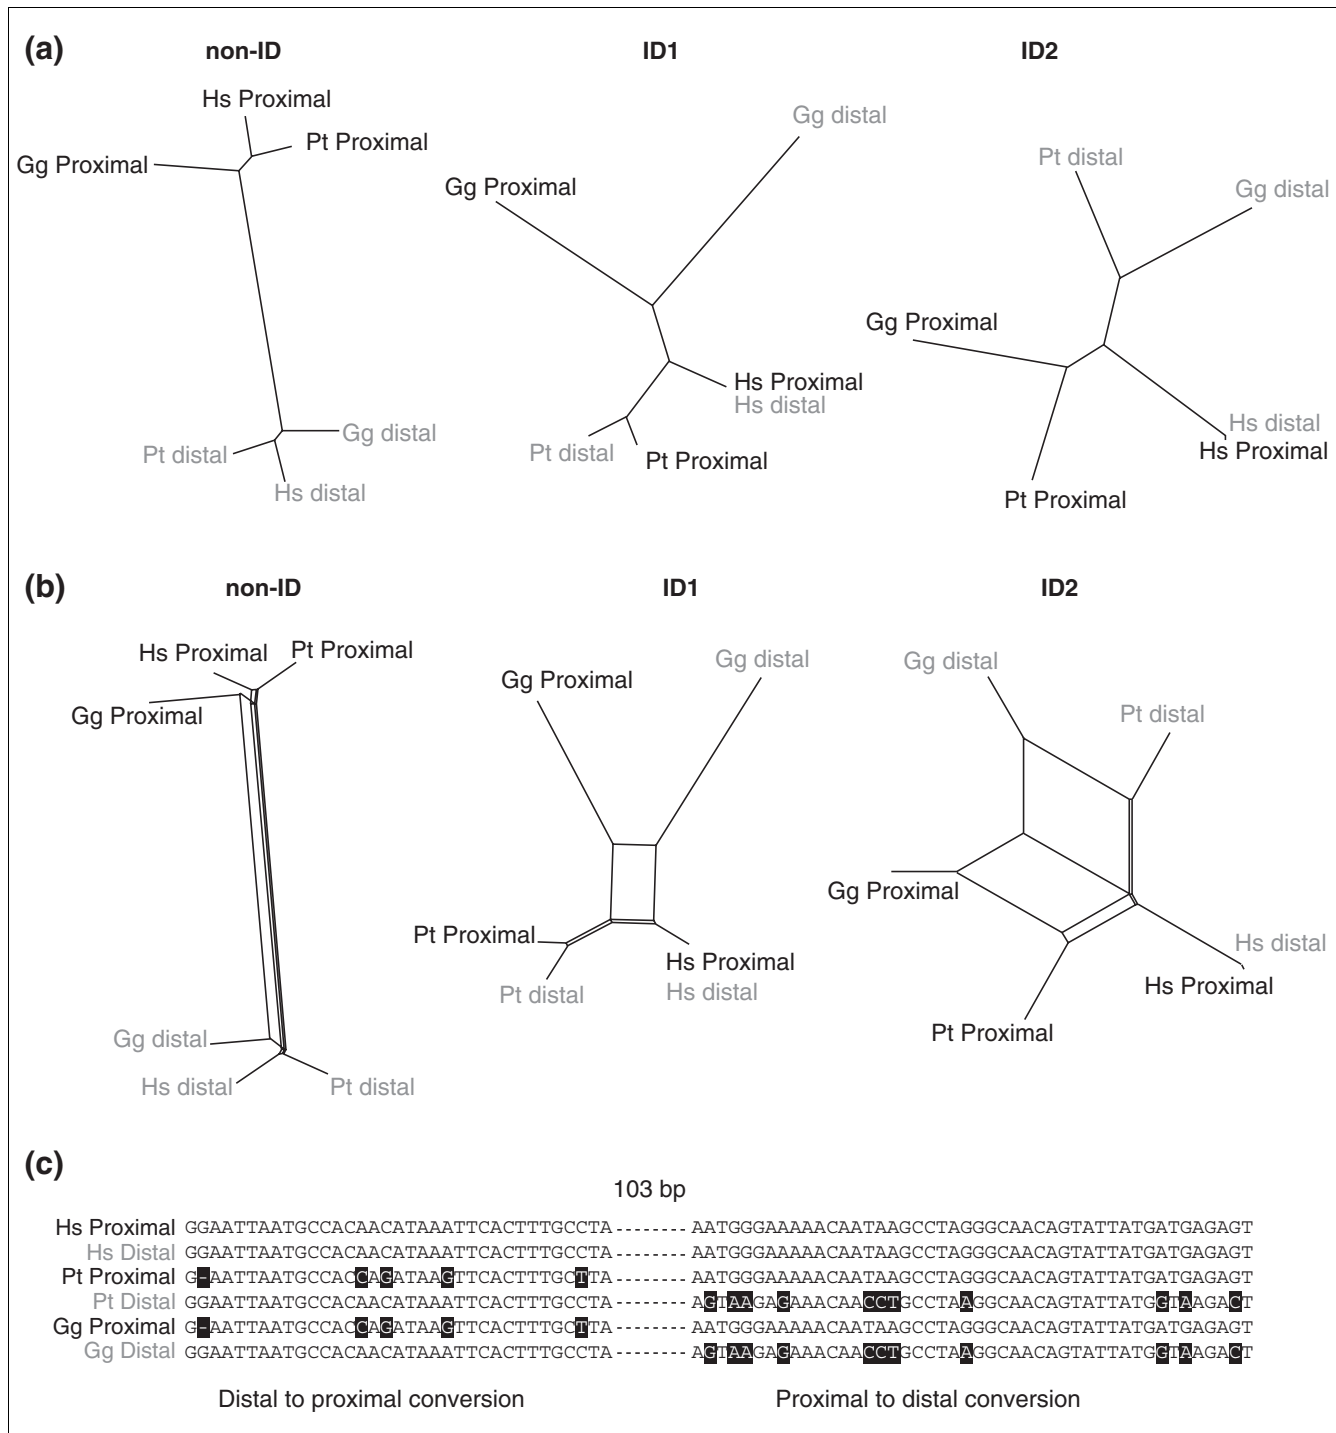 (a)
non-ID
ID1
ID2
Hs Proximal
Pt Proximal
Gg Proximal
Pt distal
Gg distal
Hs distal
Gg distal
Gg Proximal
Hs Proximal
Hs distal
Pt distal
Pt Proximal
Pt distal
Gg distal
Gg Proximal
Hs distal
Hs Proximal
Pt Proximal
(b)
non-ID
ID1
ID2
Hs Proximal
Pt Proximal
Gg Proximal
Gg distal
Hs distal
Pt distal
Gg Proximal
Gg distal
Pt Proximal
Hs Proximal
Pt distal
Hs distal
Gg distal
Pt distal
Gg Proximal
Hs distal
Hs Proximal
Pt Proximal
(c)
103 bp
Hs Proximal GGAATTAATGCCACAACATAAATTCACTTTGCCTA -------- AATGGGAAAAACAATAAGCCTAGGGCAACAGTATTATGATGAGAGT
Hs Distal GGAATTAATGCCACAACATAAATTCACTTTGCCTA -------- AATGGGAAAAACAATAAGCCTAGGGCAACAGTATTATGATGAGAGT
Pt Proximal G-AATTAATGCCACCAGATAAGTTCACTTTGCTTA -------- AATGGGAAAAACAATAAGCCTAGGGCAACAGTATTATGATGAGAGT
Pt Distal GGAATTAATGCCACAACATAAATTCACTTTGCCTA -------- AGTAAGAGAAACAACCTGCCTAAGGCAACAGTATTATGGTAAGACT
Gg Proximal G-AATTAATGCCACCAGATAAGTTCACTTTGCTTA -------- AATGGGAAAAACAATAAGCCTAGGGCAACAGTATTATGATGAGAGT
Gg Distal GGAATTAATGCCACAACATAAATTCACTTTGCCTA -------- AGTAAGAGAAACAACCTGCCTAAGGCAACAGTATTATGGTAAGACT
Distal to proximal conversion
Proximal to distal conversion